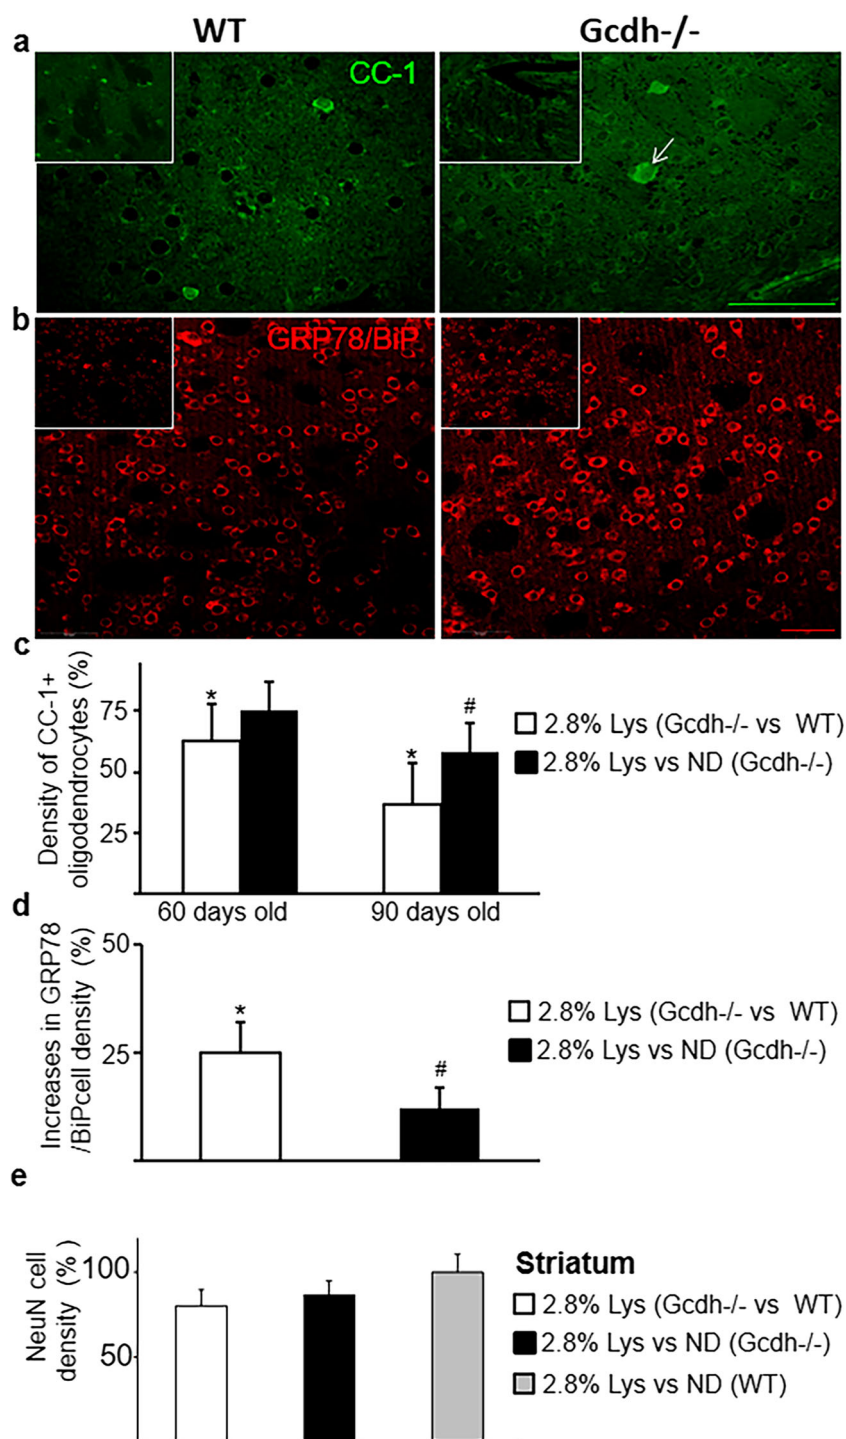 WT
Gcdh-/-
a
CC-1
b
GRP78/BiP
c
Density of CC-1+
oligodendrocytes (%)
75
50
25
60 days old
90 days old
*
*
#
2.8% Lys (Gcdh-/- vs WT)
2.8% Lys vs ND (Gcdh-/-)
d
Increases in GRP78
/BiPcell density (%)
50
25
*
#
2.8% Lys (Gcdh-/- vs WT)
2.8% Lys vs ND (Gcdh-/-)
e
NeuN cell
density (%)
100
50
Striatum
2.8% Lys (Gcdh-/- vs WT)
2.8% Lys vs ND (Gcdh-/-)
2.8% Lys vs ND (WT)